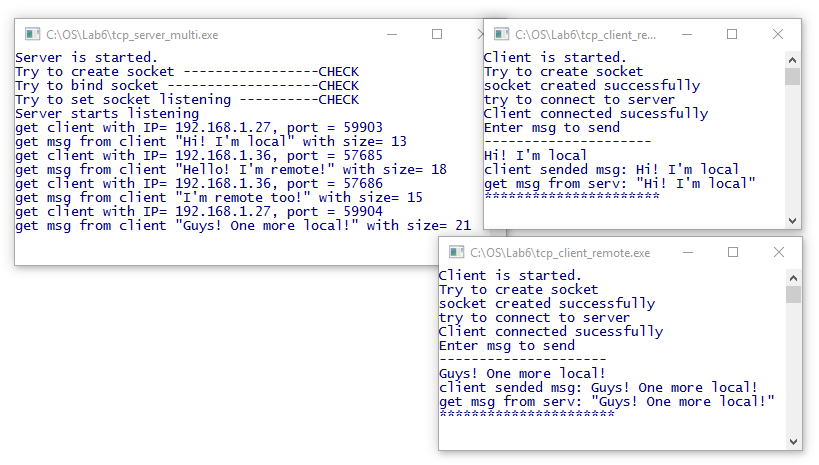 C:\OS\Lab6\tcp_server_multi.exe
Server is started.
Try to create socket -----------------CHECK
Try to bind socket -------------------CHECK
Try to set socket listening ----------CHECK
Server starts listening
get client with IP= 192.168.1.27, port = 59903
get msg from client "Hi! I'm local" with size= 13
get client with IP= 192.168.1.36, port = 57685
get msg from client "Hello! I'm remote!" with size= 18
get client with IP= 192.168.1.36, port = 57686
get msg from client "I'm remote too!" with size= 15
get client with IP= 192.168.1.27, port = 59904
get msg from client "Guys! One more local!" with size= 21
C:\OS\Lab6\tcp_client_re...
Client is started.
Try to create socket
socket created successfully
try to connect to server
Client connected sucessfully
Enter msg to send
---------------------
Hi! I'm local
client sended msg: Hi! I'm local
get msg from serv: "Hi! I'm local"
**********************
C:\OS\Lab6\tcp_client_remote.exe
Client is started.
Try to create socket
socket created successfully
try to connect to server
Client connected sucessfully
Enter msg to send
---------------------
Guys! One more local!
client sended msg: Guys! One more local!
get msg from serv: "Guys! One more local!"
**********************